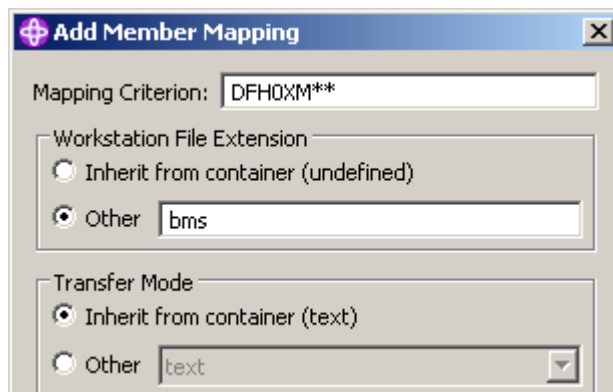 Add Member Mapping
Mapping Criterion: DFH0XM**
Workstation File Extension
Inherit from container (undefined)
Other bms
Transfer Mode
Inherit from container (text)
Other text